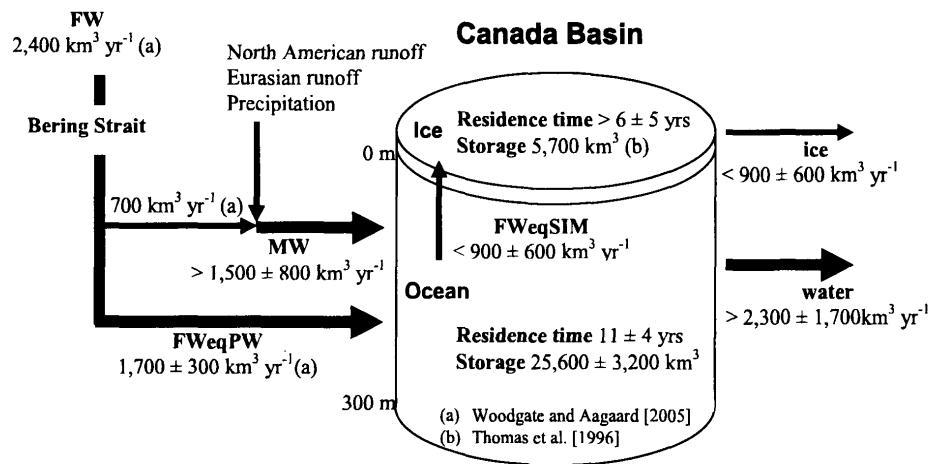 FW
2,400 km³ yr⁻¹ (a)
Bering Strait
North American runoff
Eurasian runoff
Precipitation
700 km³ yr⁻¹ (a)
MW
> 1,500 ± 800 km³ yr⁻¹
FWeqPW
1,700 ± 300 km³ yr⁻¹(a)
Canada Basin
Ice
Residence time > 6 ± 5 yrs
Storage 5,700 km³ (b)
0 m
FWeqSIM
< 900 ± 600 km³ yr⁻¹
Ocean
Residence time 11 ± 4 yrs
Storage 25,600 ± 3,200 km³
300 m
(a) Woodgate and Aagaard [2005]
(b) Thomas et al. [1996]
ice
< 900 ± 600 km³ yr⁻¹
water
> 2,300 ± 1,700km³ yr⁻¹